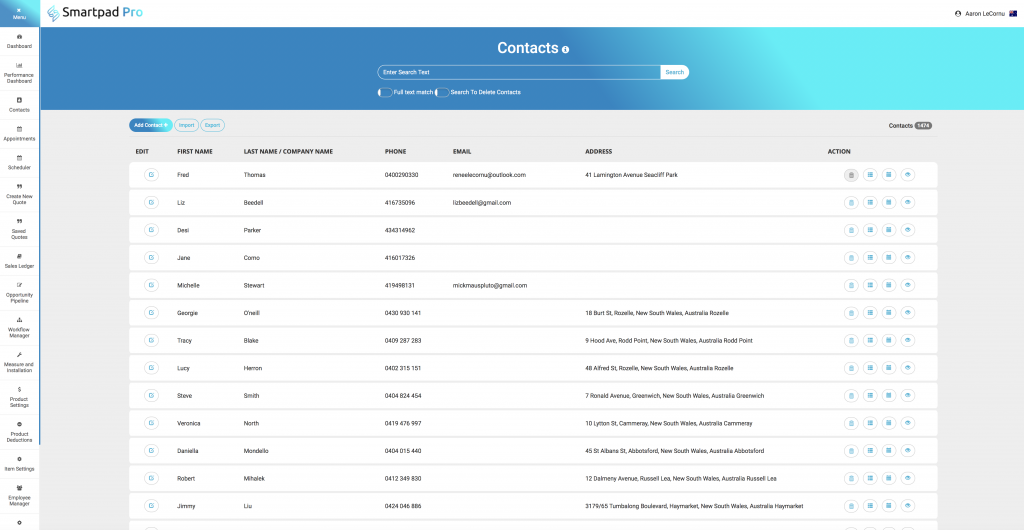 Menu
Smartpad Pro
Aaron LeCornu
Dashboard
Performance
Dashboard
Contacts
Appointments
Scheduler
Create New
Quote
Saved
Quotes
Sales Ledger
Opportunity
Pipeline
Workflow
Manager
Measure and
Installation
Product
Settings
Product
Deductions
Item Settings
Employee
Manager
Contacts
Enter Search Text
Search
Full text match
Search To Delete Contacts
Add Contact
Import
Export
Contacts 1474
EDIT FIRST NAME LAST NAME / COMPANY NAME PHONE EMAIL ADDRESS ACTION
Fred Thomas 0400290330 reneelecornu@outlook.com 41 Lamington Avenue Seacliff Park
Liz Beedell 416735096 lizbeedell@gmail.com
Desi Parker 434314962
Jane Como 416017326
Michelle Stewart 419498131 mickmauspluto@gmail.com
Georgie O'neill 0430 930 141 18 Burt St, Rozelle, New South Wales, Australia Rozelle
Tracy Blake 0409 287 283 9 Hood Ave, Rodd Point, New South Wales, Australia Rodd Point
Lucy Herron 0402 315 151 48 Alfred St, Rozelle, New South Wales, Australia Rozelle
Steve Smith 0404 824 454 7 Ronald Avenue, Greenwich, New South Wales, Australia Greenwich
Veronica North 0419 476 997 10 Lytton St, Cammeray, New South Wales, Australia Cammeray
Daniella Mondello 0404 015 440 45 St Albans St, Abbotsford, New South Wales, Australia Abbotsford
Robert Mihalek 0412 349 830 12 Dalmeny Avenue, Russell Lea, New South Wales, Australia Russell Lea
Jimmy Liu 0424 046 886 3179/65 Tumbalong Boulevard, Haymarket, New South Wales, Australia Haymarket